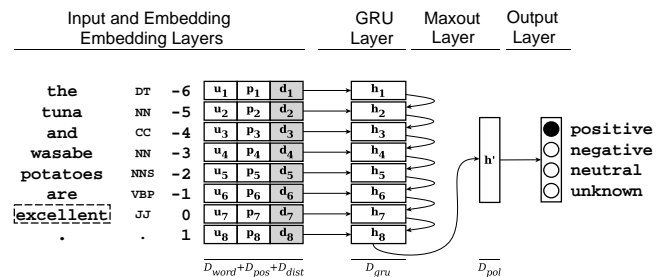 Input and Embedding GRU Maxout Output
Embedding Layers Layer Layer Layer
the DT -6 u1 p1 d1 h1
tuna NN -5 u2 p2 d2 h2
and CC -4 u3 p3 d3 h3
wasabe NN -3 u4 p4 d4 h4
potatoes NNS -2 u5 p5 d5 h5
are VBP -1 u6 p6 d6 h6
excellent JJ 0 u7 p7 d7 h7
. . 1 u8 p8 d8 h8
h'
positive
negative
neutral
unknown
Dword+Dpos+Ddist Dgru Dpol